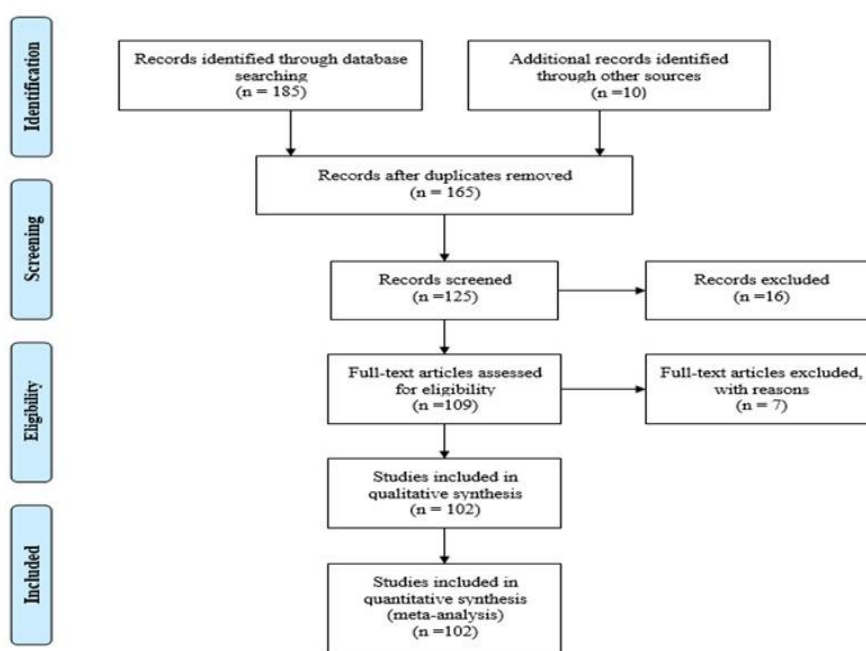 Identification
Records identified through database
searching
(n = 185)
Additional records identified
through other sources
(n =10)
Records after duplicates removed
(n = 165)
Screening
Records screened
(n =125)
Records excluded
(n =16)
Eligibility
Full-text articles assessed
for eligibility
(n =109)
Full-text articles excluded,
with reasons
(n = 7)
Studies included in
qualitative synthesis
(n = 102)
Included
Studies included in
quantitative synthesis
(meta-analysis)
(n =102)